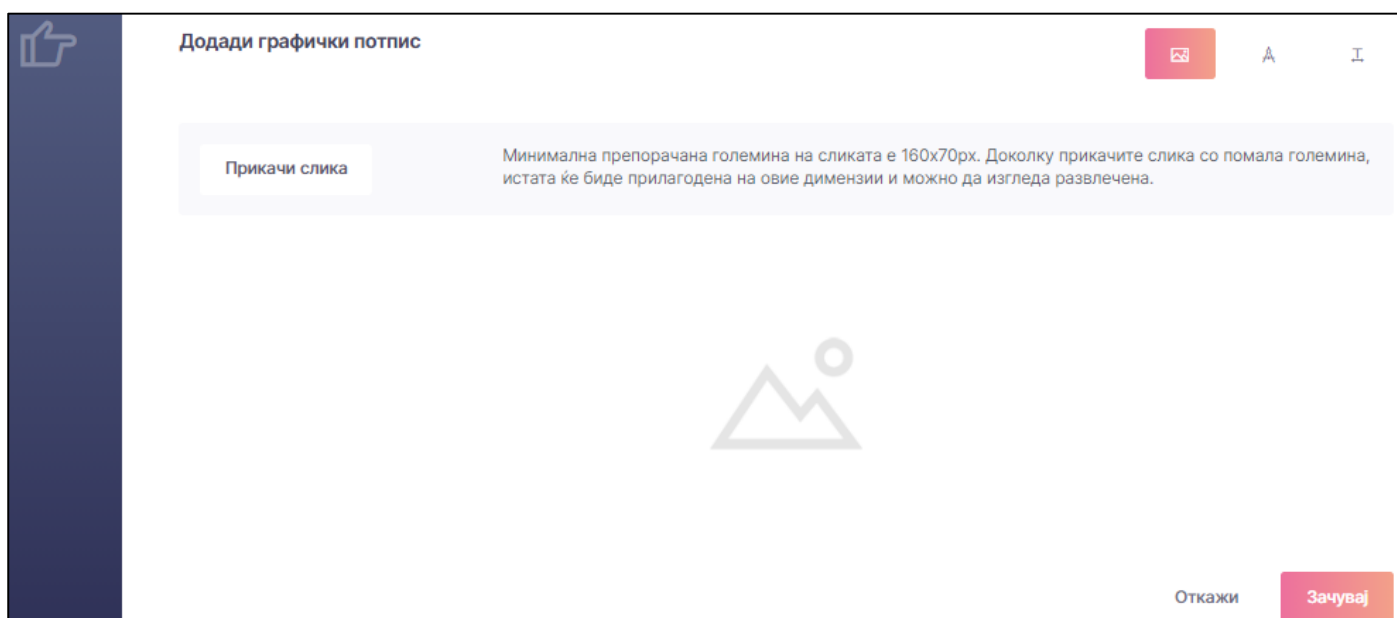 Додади графички потпис
Прикачи слика
Минимална препорачана големина на сликата е 160x70px. Доколку прикачите слика со помала големина,
истата ќе биде прилагодена на овие димензии и можно да изгледа развлечена.
Откажи
Зачувај